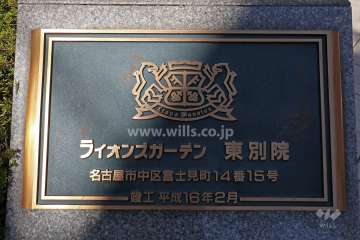 Lions Mansion
www.wills.co.jp
ライオンズガーデン 東別院
名古屋市中区富士見町14番15号
竣工 平成16年2月
WILLS